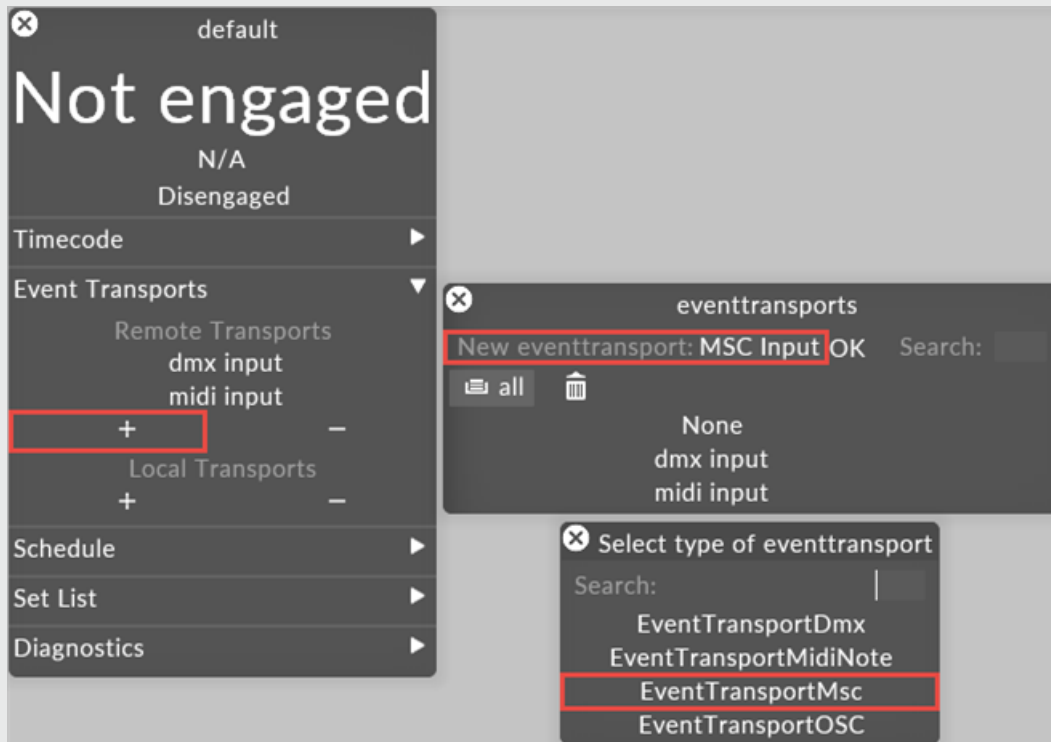 default
Not engaged
N/A
Disengaged
Timecode
Event Transports
Remote Transports
dmx input
midi input
+ −
Local Transports
+ −
Schedule
Set List
Diagnostics
eventtransports
New eventtransport: MSC Input OK Search:
all
None
dmx input
midi input
Select type of eventtransport
Search:
EventTransportDmx
EventTransportMidiNote
EventTransportMsc
EventTransportOSC